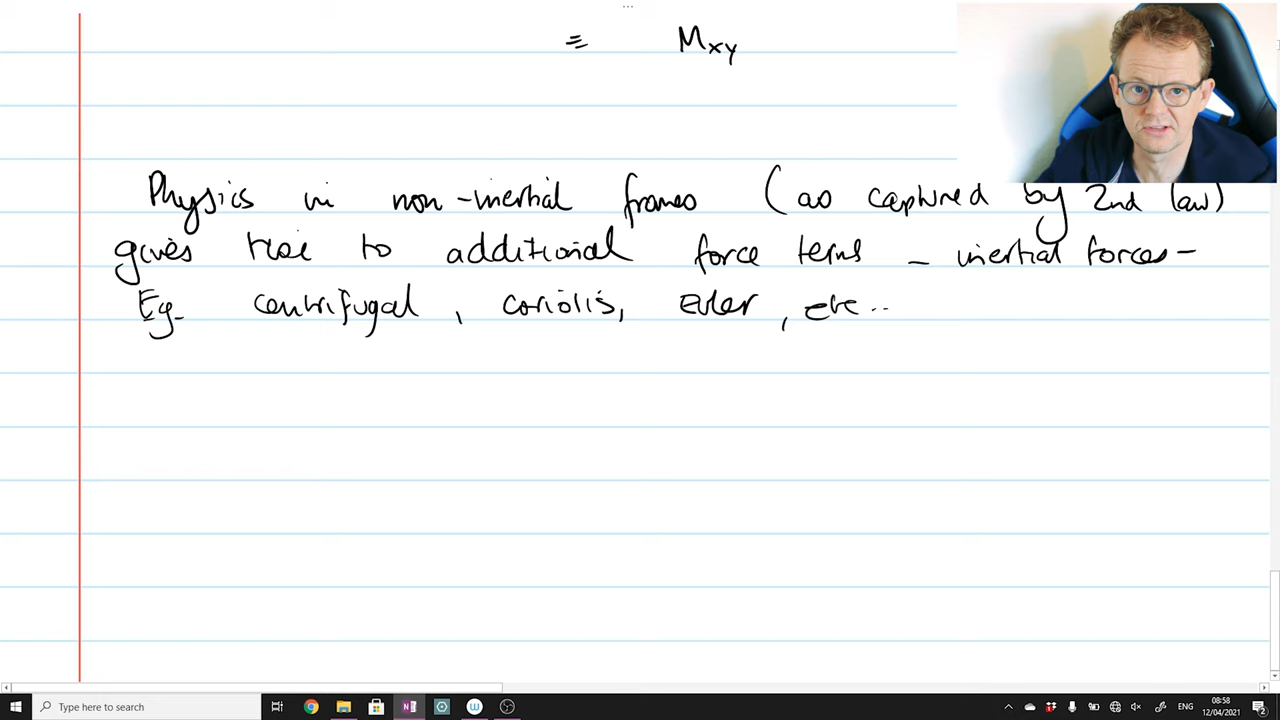 ≡ Mxy
Physics in non-inertial frames (as captured by 2nd law)
gives rise to additional force terms - inertial forces -
Eg. centrifugal, coriolis, Euler, etc..
Type here to search
ENG
08:58
12/04/2021